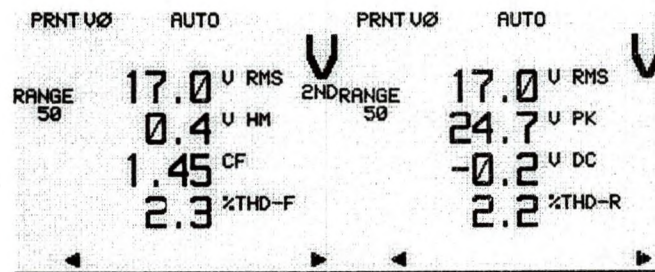 PRNT VØ AUTO
V
2ND
RANGE
50
17.0 V RMS
0.4 V HM
1.45 CF
2.3 %THD-F
PRNT VØ AUTO
V
RANGE
50
17.0 V RMS
24.7 V PK
-0.2 V DC
2.2 %THD-R